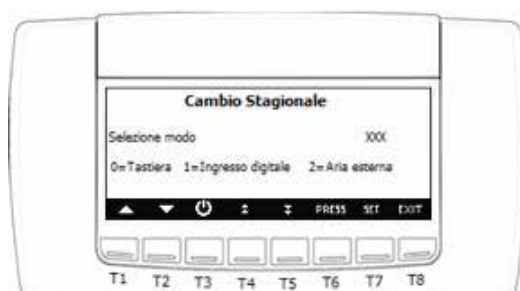 Cambio Stagionale
Selezione modo XXX
0=Tastiera 1=Ingresso digitale 2=Aria esterna
PRESS SET EXIT
T1 T2 T3 T4 T5 T6 T7 T8